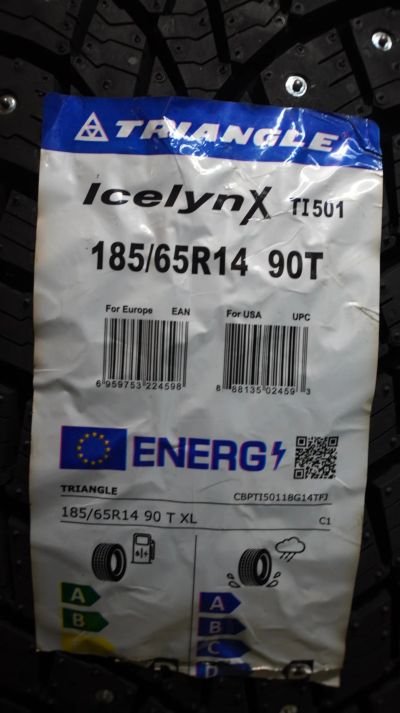 TRIANGLE
icelynX TI501
185/65R14 90T
For Europe EAN For USA UPC
6 959753 224598 8 88135 02459 3
ENERG
TRIANGLE CBPTI50118G14TFJ
185/65R14 90 T XL C1
A
A
B
B
C
D